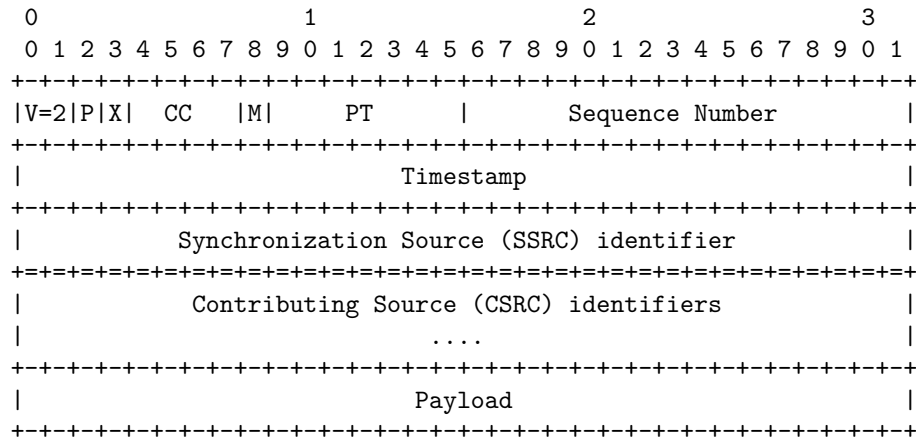 0                   1                   2                   3
 0 1 2 3 4 5 6 7 8 9 0 1 2 3 4 5 6 7 8 9 0 1 2 3 4 5 6 7 8 9 0 1
+-+-+-+-+-+-+-+-+-+-+-+-+-+-+-+-+-+-+-+-+-+-+-+-+-+-+-+-+-+-+-+-+
|V=2|P|X|  CC   |M|     PT      |       Sequence Number         |
+-+-+-+-+-+-+-+-+-+-+-+-+-+-+-+-+-+-+-+-+-+-+-+-+-+-+-+-+-+-+-+-+
|                           Timestamp                           |
+-+-+-+-+-+-+-+-+-+-+-+-+-+-+-+-+-+-+-+-+-+-+-+-+-+-+-+-+-+-+-+-+
|           Synchronization Source (SSRC) identifier            |
+=+=+=+=+=+=+=+=+=+=+=+=+=+=+=+=+=+=+=+=+=+=+=+=+=+=+=+=+=+=+=+=+
|            Contributing Source (CSRC) identifiers             |
|                             ....                              |
+-+-+-+-+-+-+-+-+-+-+-+-+-+-+-+-+-+-+-+-+-+-+-+-+-+-+-+-+-+-+-+-+
|                            Payload                            |
+-+-+-+-+-+-+-+-+-+-+-+-+-+-+-+-+-+-+-+-+-+-+-+-+-+-+-+-+-+-+-+-+